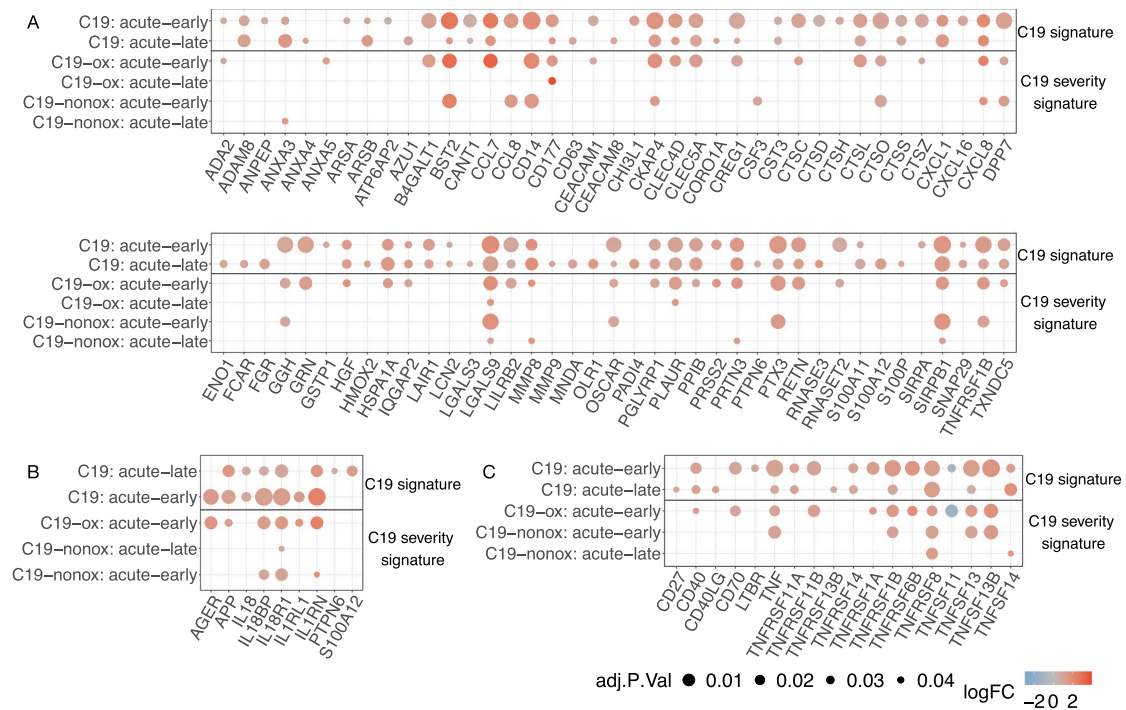 A
C19: acute−early
C19: acute−late
C19−ox: acute−early
C19−ox: acute−late
C19−nonox: acute−early
C19−nonox: acute−late
C19 signature
C19 severity
signature
ADA2 ADAM8 ANPEP ANXA3 ANXA4 ANXA5 ARSA ARSB ATP6AP2 AZU1 B4GALT1 BST2 CANT1 CCL7 CCL8 CD14 CD177 CD63 CEACAM1 CEACAM8 CHI3L1 CKAP4 CLEC4D CLEC5A CORO1A CREG1 CSF3 CST3 CTSC CTSD CTSH CTSL CTSO CTSS CTSZ CXCL1 CXCL16 CXCL8 DPP7
C19: acute−early
C19: acute−late
C19−ox: acute−early
C19−ox: acute−late
C19−nonox: acute−early
C19−nonox: acute−late
C19 signature
C19 severity
signature
ENO1 FCAR FGR GGH GRN GSTP1 HGF HMOX2 HSPA1A IQGAP2 LAIR1 LCN2 LGALS3 LGALS9 LILRB2 MMP8 MMP9 MNDA OLR1 OSCAR PADI4 PGLYRP1 PLAUR PPIB PRSS2 PRTN3 PTPN6 PTX3 RETN RNASE3 RNASET2 S100A11 S100A12 S100P SIRPA SIRPB1 SNAP29 TNFRSF1B TXNDC5
B
C19: acute−late
C19: acute−early
C19−ox: acute−early
C19−nonox: acute−late
C19−nonox: acute−early
C19 signature
C19 severity
signature
AGER APP IL18 IL18BP IL18R1 IL1RL1 IL1RN PTPN6 S100A12
C
C19: acute−early
C19: acute−late
C19−ox: acute−early
C19−nonox: acute−early
C19−nonox: acute−late
C19 signature
C19 severity
signature
CD27 CD40 CD40LG CD70 LTBR TNF TNFRSF11A TNFRSF11B TNFRSF13B TNFRSF14 TNFRSF1A TNFRSF1B TNFRSF6B TNFRSF8 TNFSF11 TNFSF13 TNFSF13B TNFSF14
adj.P.Val 0.01 0.02 0.03 0.04 logFC
−2 0 2